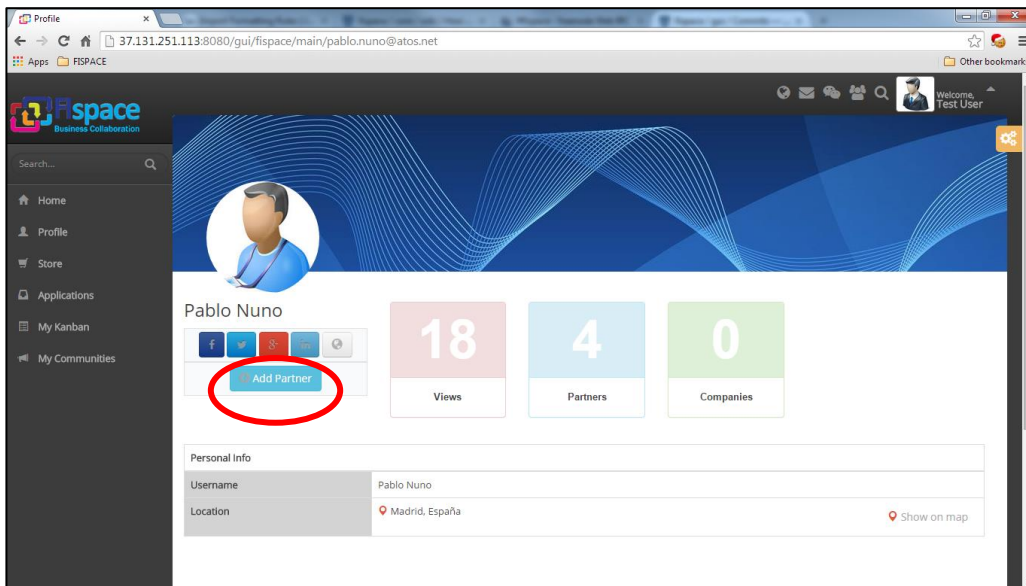 Profile
37.131.251.113:8080/gui/fispace/main/pablo.nuno@atos.net
Apps FISPACE Other bookmark
FIspace
Business Collaboration
Welcome,
Test User
Search...
Home
Profile
Store
Applications
My Kanban
My Communities
Pablo Nuno
Add Partner
18
Views
4
Partners
0
Companies
Personal Info
Username Pablo Nuno
Location Madrid, España
Show on map